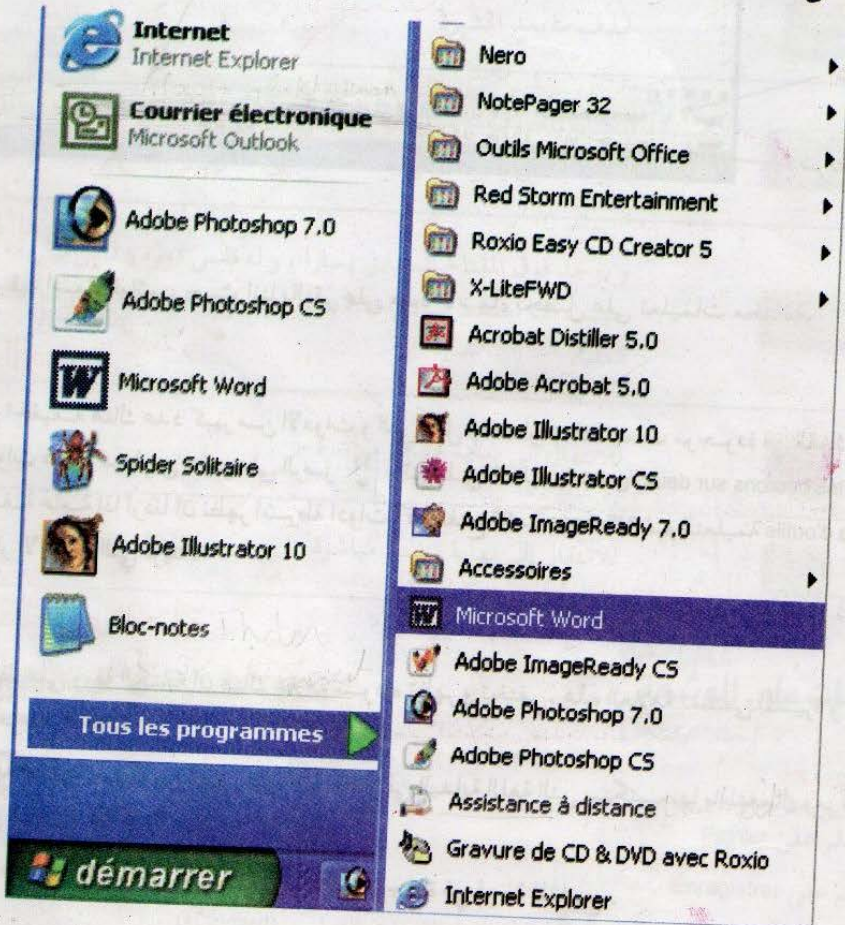 Internet
Internet Explorer
Courrier électronique
Microsoft Outlook
Adobe Photoshop 7.0
Adobe Photoshop CS
Microsoft Word
Spider Solitaire
Adobe Illustrator 10
Bloc-notes
Tous les programmes
démarrer
Nero
NotePager 32
Outils Microsoft Office
Red Storm Entertainment
Roxio Easy CD Creator 5
X-LiteFWD
Acrobat Distiller 5.0
Adobe Acrobat 5.0
Adobe Illustrator 10
Adobe Illustrator CS
Adobe ImageReady 7.0
Accessoires
Microsoft Word
Adobe ImageReady CS
Adobe Photoshop 7.0
Adobe Photoshop CS
Assistance à distance
Gravure de CD & DVD avec Roxio
Internet Explorer